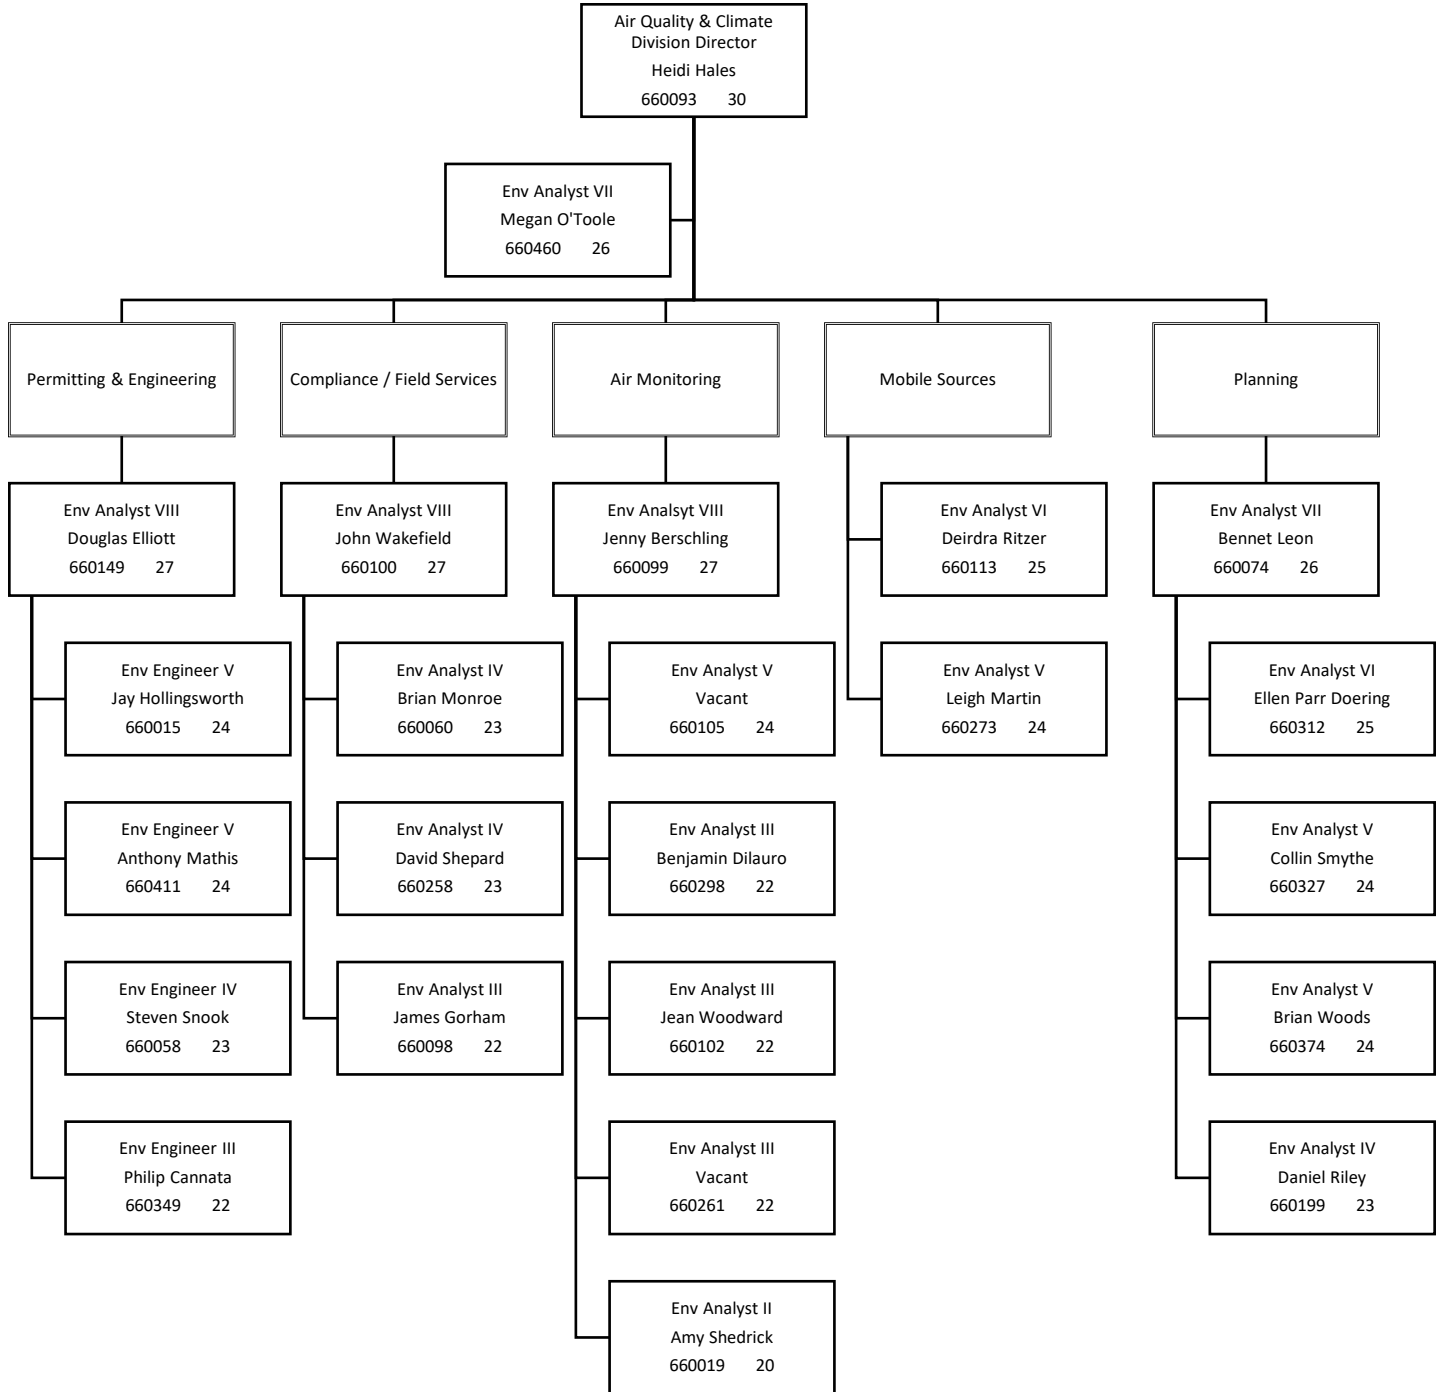 Air Quality & Climate
Division Director
Heidi Hales
660093 30
Env Analyst VII
Megan O'Toole
660460 26
Permitting & Engineering
Compliance / Field Services
Air Monitoring
Mobile Sources
Planning
Env Analyst VIII
Douglas Elliott
660149 27
Env Analyst VIII
John Wakefield
660100 27
Env Analsyt VIII
Jenny Berschling
660099 27
Env Analyst VI
Deirdra Ritzer
660113 25
Env Analyst VII
Bennet Leon
660074 26
Env Engineer V
Jay Hollingsworth
660015 24
Env Analyst IV
Brian Monroe
660060 23
Env Analyst V
Vacant
660105 24
Env Analyst V
Leigh Martin
660273 24
Env Analyst VI
Ellen Parr Doering
660312 25
Env Engineer V
Anthony Mathis
660411 24
Env Analyst IV
David Shepard
660258 23
Env Analyst III
Benjamin Dilauro
660298 22
Env Analyst V
Collin Smythe
660327 24
Env Engineer IV
Steven Snook
660058 23
Env Analyst III
James Gorham
660098 22
Env Analyst III
Jean Woodward
660102 22
Env Analyst V
Brian Woods
660374 24
Env Engineer III
Philip Cannata
660349 22
Env Analyst III
Vacant
660261 22
Env Analyst IV
Daniel Riley
660199 23
Env Analyst II
Amy Shedrick
660019 20